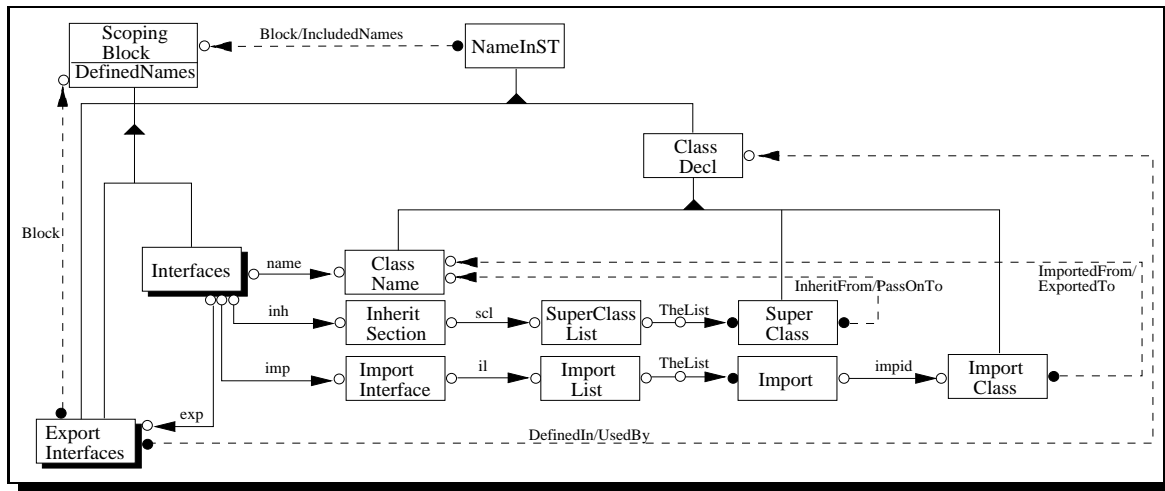 Scoping
Block
DefinedNames
Block/IncludedNames
NameInST
Class
Decl
Block
Interfaces
name
Class
Name
ImportedFrom/
ExportedTo
InheritFrom/PassOnTo
inh
Inherit
Section
scl
SuperClass
List
TheList
Super
Class
imp
Import
Interface
il
Import
List
TheList
Import
impid
Import
Class
exp
Export
Interfaces
DefinedIn/UsedBy